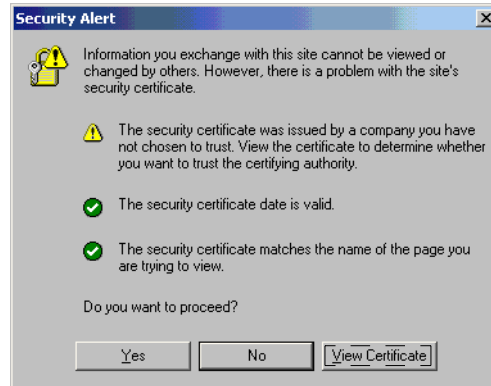 Security Alert
Information you exchange with this site cannot be viewed or
changed by others. However, there is a problem with the site's
security certificate.
The security certificate was issued by a company you have
not chosen to trust. View the certificate to determine whether
you want to trust the certifying authority.
The security certificate date is valid.
The security certificate matches the name of the page you
are trying to view.
Do you want to proceed?
Yes No View Certificate